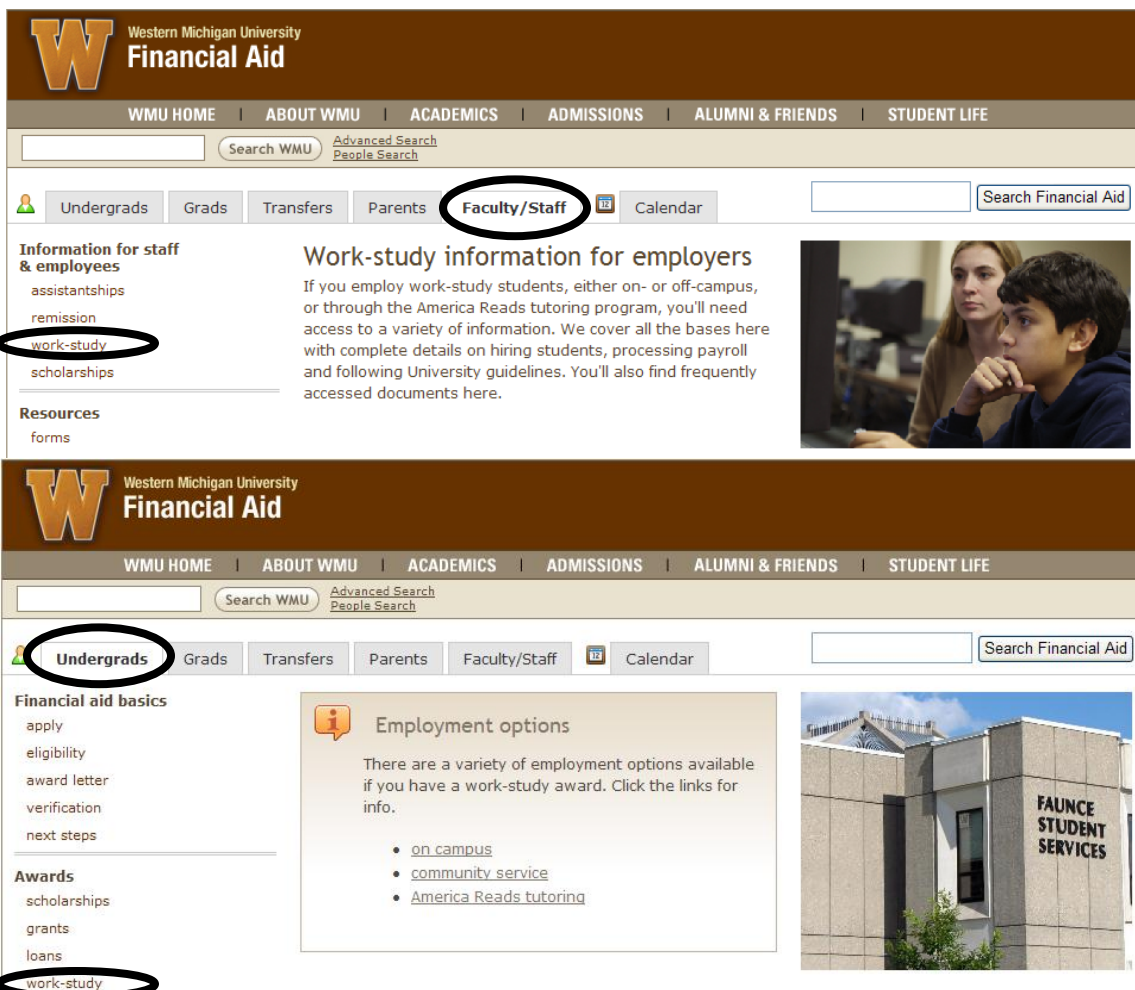 Western Michigan University
Financial Aid
WMU HOME | ABOUT WMU | ACADEMICS | ADMISSIONS | ALUMNI & FRIENDS | STUDENT LIFE
Search WMU Advanced Search
People Search
Undergrads Grads Transfers Parents Faculty/Staff 12 Calendar Search Financial Aid
Information for staff
& employees
assistantships
remission
work-study
scholarships
Resources
forms
Work-study information for employers
If you employ work-study students, either on- or off-campus,
or through the America Reads tutoring program, you'll need
access to a variety of information. We cover all the bases here
with complete details on hiring students, processing payroll
and following University guidelines. You'll also find frequently
accessed documents here.
Western Michigan University
Financial Aid
WMU HOME | ABOUT WMU | ACADEMICS | ADMISSIONS | ALUMNI & FRIENDS | STUDENT LIFE
Search WMU Advanced Search
People Search
Undergrads Grads Transfers Parents Faculty/Staff 12 Calendar Search Financial Aid
Financial aid basics
apply
eligibility
award letter
verification
next steps
Awards
scholarships
grants
loans
work-study
Employment options
There are a variety of employment options available
if you have a work-study award. Click the links for
info.
• on campus
• community service
• America Reads tutoring
FAUNCE
STUDENT
SERVICES